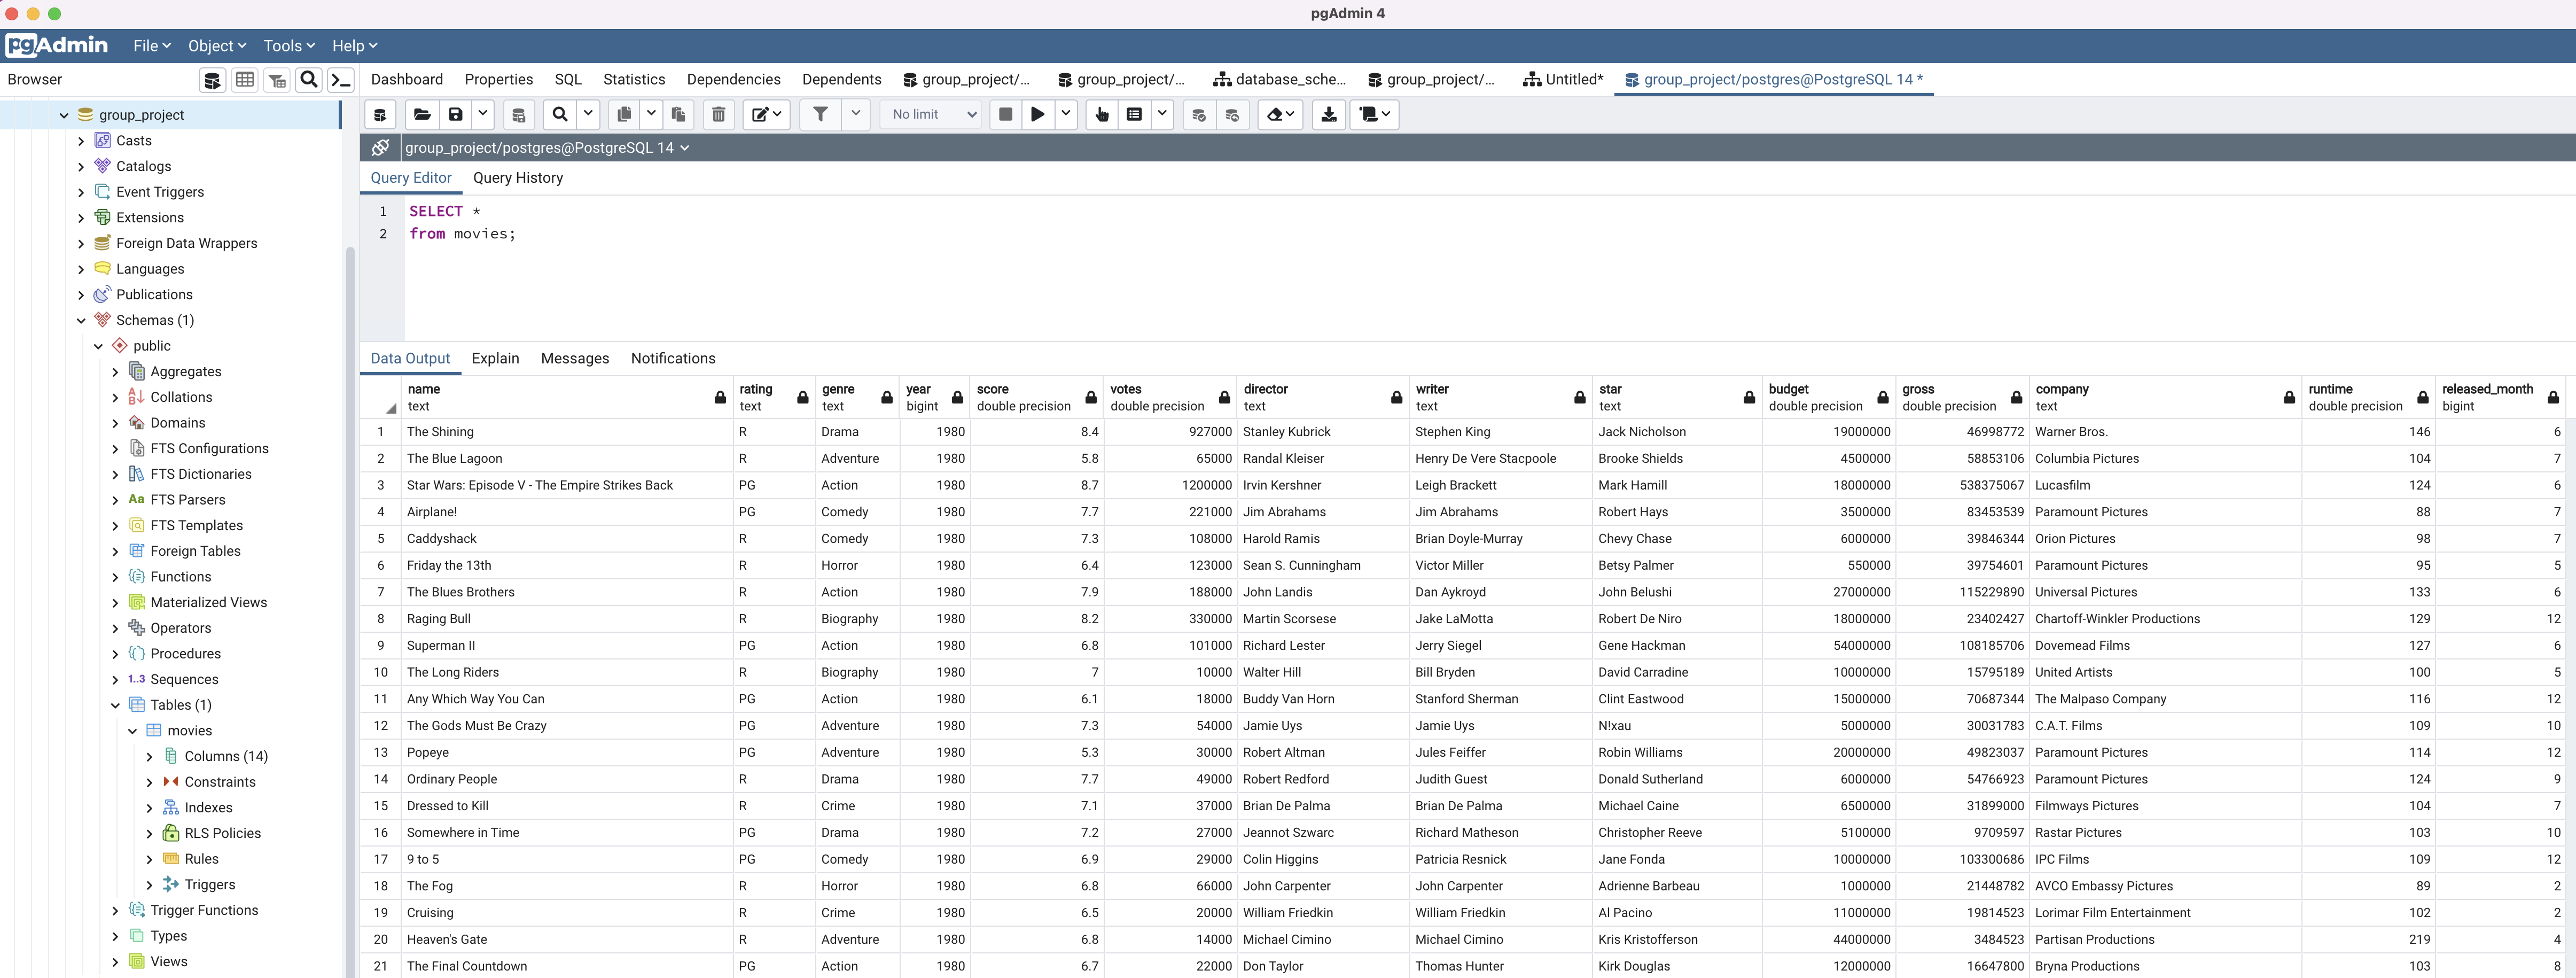 pgAdmin 4
pgAdmin File Object Tools Help
Browser
Dashboard Properties SQL Statistics Dependencies Dependents group_project/... group_project/... database_sche... group_project/... Untitled* group_project/postgres@PostgreSQL 14 *
No limit
group_project/postgres@PostgreSQL 14
Query Editor Query History
1 SELECT *
2 from movies;
group_project
Casts
Catalogs
Event Triggers
Extensions
Foreign Data Wrappers
Languages
Publications
Schemas (1)
public
Aggregates
Collations
Domains
FTS Configurations
FTS Dictionaries
Aa FTS Parsers
FTS Templates
Foreign Tables
Functions
Materialized Views
Operators
Procedures
1..3 Sequences
Tables (1)
movies
Columns (14)
Constraints
Indexes
RLS Policies
Rules
Triggers
Trigger Functions
Types
Views
Data Output Explain Messages Notifications
name rating genre year score votes director writer star budget gross company runtime released_month
text text text bigint double precision double precision text text text double precision double precision text double precision bigint
1 The Shining R Drama 1980 8.4 927000 Stanley Kubrick Stephen King Jack Nicholson 19000000 46998772 Warner Bros. 146 6
2 The Blue Lagoon R Adventure 1980 5.8 65000 Randal Kleiser Henry De Vere Stacpoole Brooke Shields 4500000 58853106 Columbia Pictures 104 7
3 Star Wars: Episode V - The Empire Strikes Back PG Action 1980 8.7 1200000 Irvin Kershner Leigh Brackett Mark Hamill 18000000 538375067 Lucasfilm 124 6
4 Airplane! PG Comedy 1980 7.7 221000 Jim Abrahams Jim Abrahams Robert Hays 3500000 83453539 Paramount Pictures 88 7
5 Caddyshack R Comedy 1980 7.3 108000 Harold Ramis Brian Doyle-Murray Chevy Chase 6000000 39846344 Orion Pictures 98 7
6 Friday the 13th R Horror 1980 6.4 123000 Sean S. Cunningham Victor Miller Betsy Palmer 550000 39754601 Paramount Pictures 95 5
7 The Blues Brothers R Action 1980 7.9 188000 John Landis Dan Aykroyd John Belushi 27000000 115229890 Universal Pictures 133 6
8 Raging Bull R Biography 1980 8.2 330000 Martin Scorsese Jake LaMotta Robert De Niro 18000000 23402427 Chartoff-Winkler Productions 129 12
9 Superman II PG Action 1980 6.8 101000 Richard Lester Jerry Siegel Gene Hackman 54000000 108185706 Dovemead Films 127 6
10 The Long Riders R Biography 1980 7 10000 Walter Hill Bill Bryden David Carradine 10000000 15795189 United Artists 100 5
11 Any Which Way You Can PG Action 1980 6.1 18000 Buddy Van Horn Stanford Sherman Clint Eastwood 15000000 70687344 The Malpaso Company 116 12
12 The Gods Must Be Crazy PG Adventure 1980 7.3 54000 Jamie Uys Jamie Uys N!xau 5000000 30031783 C.A.T. Films 109 10
13 Popeye PG Adventure 1980 5.3 30000 Robert Altman Jules Feiffer Robin Williams 20000000 49823037 Paramount Pictures 114 12
14 Ordinary People R Drama 1980 7.7 49000 Robert Redford Judith Guest Donald Sutherland 6000000 54766923 Paramount Pictures 124 9
15 Dressed to Kill R Crime 1980 7.1 37000 Brian De Palma Brian De Palma Michael Caine 6500000 31899000 Filmways Pictures 104 7
16 Somewhere in Time PG Drama 1980 7.2 27000 Jeannot Szwarc Richard Matheson Christopher Reeve 5100000 9709597 Rastar Pictures 103 10
17 9 to 5 PG Comedy 1980 6.9 29000 Colin Higgins Patricia Resnick Jane Fonda 10000000 103300686 IPC Films 109 12
18 The Fog R Horror 1980 6.8 66000 John Carpenter John Carpenter Adrienne Barbeau 1000000 21448782 AVCO Embassy Pictures 89 2
19 Cruising R Crime 1980 6.5 20000 William Friedkin William Friedkin Al Pacino 11000000 19814523 Lorimar Film Entertainment 102 2
20 Heaven's Gate R Adventure 1980 6.8 14000 Michael Cimino Michael Cimino Kris Kristofferson 44000000 3484523 Partisan Productions 219 4
21 The Final Countdown PG Action 1980 6.7 22000 Don Taylor Thomas Hunter Kirk Douglas 12000000 16647800 Bryna Productions 103 8